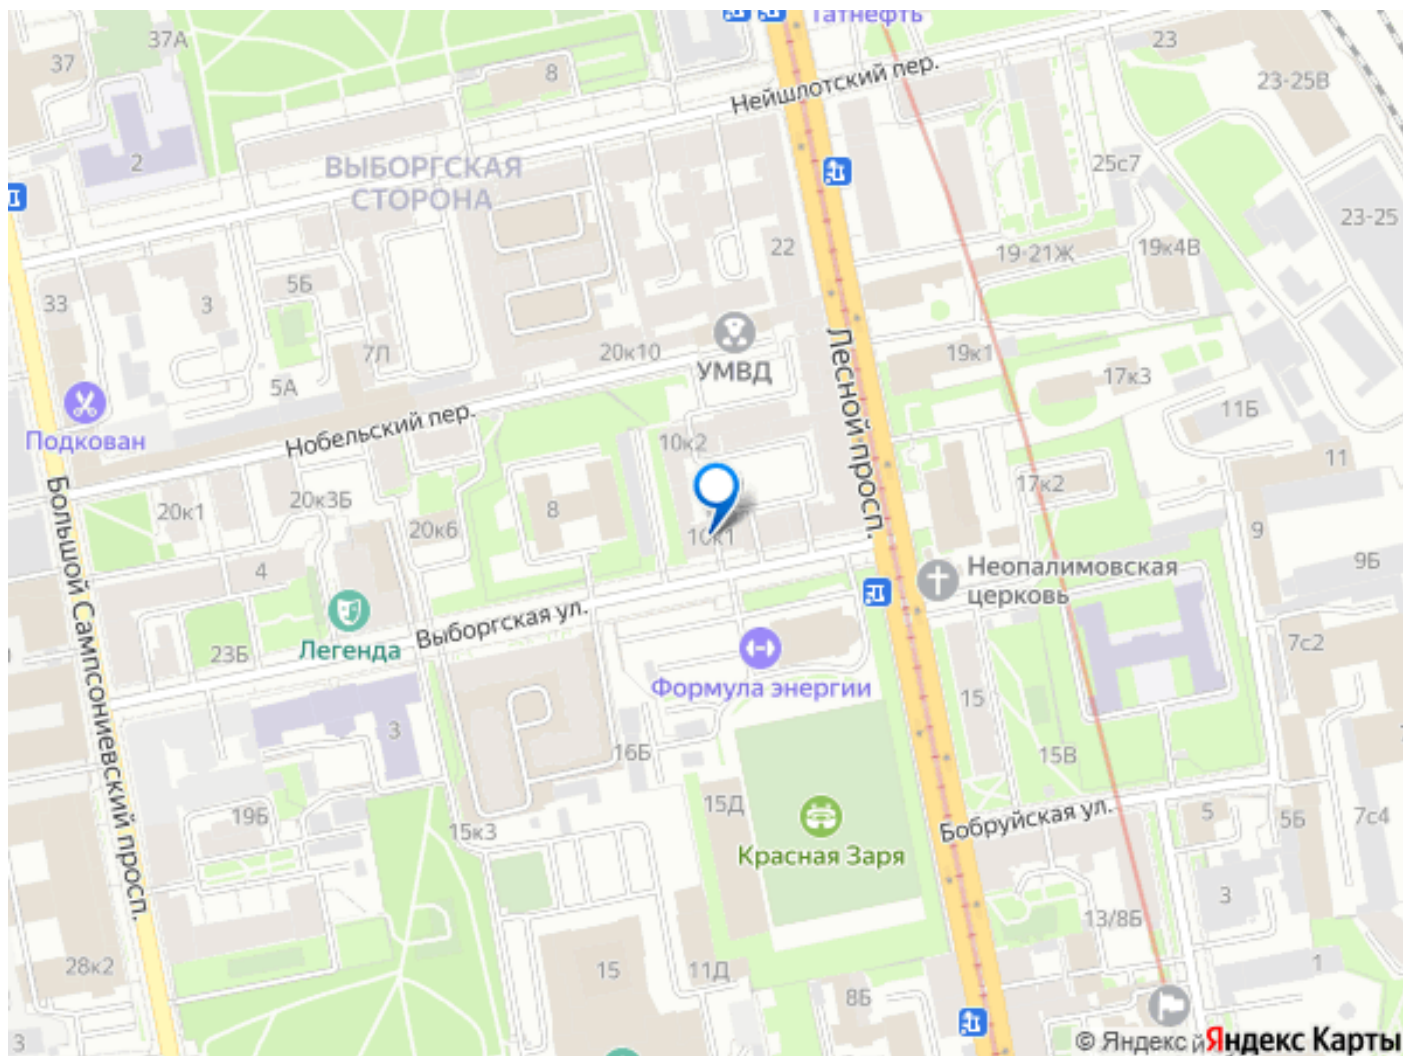 Татнефть
37А
23
37
8
23-25В
Нейшлотский пер.
2
ВЫБОРГСКАЯ
СТОРОНА
25с7
23-25
22
19-21Ж
19к4В
5Б
33
3
Лесной просп.
20к10
УМВД
7Л
19к1
17к3
5А
11Б
Подкован
Нобельский пер.
10к2
11
Большой Сампсониевский просп.
20к1
20к3Б
20к6
8
17к2
10к1
9
9Б
Неопалимовская
церковь
4
Выборгская ул.
Легенда
23Б
7с2
Формула энергии
15
3
16Б
15В
15Д
19Б
15к3
Бобруйская ул.
5
5Б
7с4
Красная Заря
3
13/8Б
28к2
15
11Д
8Б
1
3
© Яндекс
Яндекс Карты